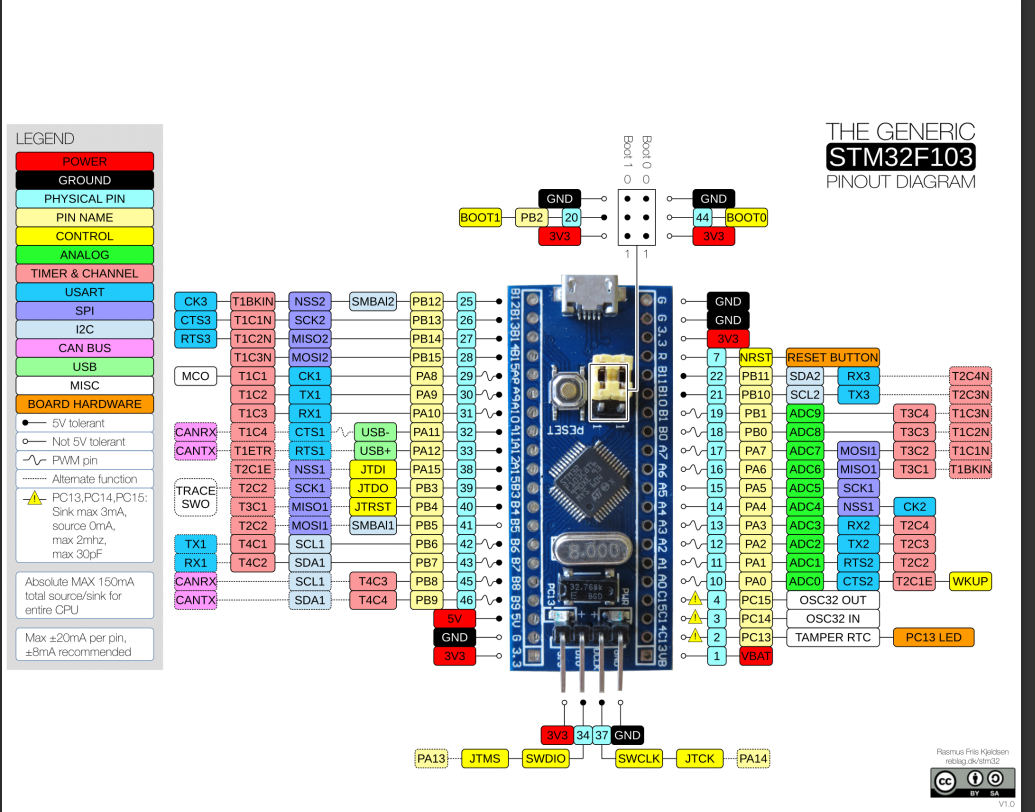 LEGEND
POWER
GROUND
PHYSICAL PIN
PIN NAME
CONTROL
ANALOG
TIMER & CHANNEL
USART
SPI
I2C
CAN BUS
USB
MISC
BOARD HARDWARE
5V tolerant
Not 5V tolerant
PWM pin
Alternate function
PC13,PC14,PC15:
Sink max 3mA,
source 0mA,
max 2mhz,
max 30pF
Absolute MAX 150mA
total source/sink for
entire CPU
Max ±20mA per pin,
±8mA recommended
THE GENERIC
STM32F103
PINOUT DIAGRAM
Boot 1 Boot 0
0 0
GND GND
BOOT1 PB2 20 44 BOOT0
3V3 3V3
1 1
CK3 T1BKIN NSS2 SMBAI2 PB12 25
CTS3 T1C1N SCK2 PB13 26
RTS3 T1C2N MISO2 PB14 27
T1C3N MOSI2 PB15 28
MCO T1C1 CK1 PA8 29
T1C2 TX1 PA9 30
T1C3 RX1 PA10 31
CANRX T1C4 CTS1 USB- PA11 32
CANTX T1ETR RTS1 USB+ PA12 33
T2C1E NSS1 JTDI PA15 38
TRACE
SWO
T2C2 SCK1 JTDO PB3 39
T3C1 MISO1 JTRST PB4 40
T2C2 MOSI1 SMBAI1 PB5 41
TX1 T4C1 SCL1 PB6 42
RX1 T4C2 SDA1 PB7 43
CANRX SCL1 T4C3 PB8 45
CANTX SDA1 T4C4 PB9 46
5V
GND
3V3
GND
GND
3V3
7 NRST RESET BUTTON
22 PB11 SDA2 RX3 T2C4N
21 PB10 SCL2 TX3 T2C3N
19 PB1 ADC9 T3C4 T1C3N
18 PB0 ADC8 T3C3 T1C2N
17 PA7 ADC7 MOSI1 T3C2 T1C1N
16 PA6 ADC6 MISO1 T3C1 T1BKIN
15 PA5 ADC5 SCK1
14 PA4 ADC4 NSS1 CK2
13 PA3 ADC3 RX2 T2C4
12 PA2 ADC2 TX2 T2C3
11 PA1 ADC1 RTS2 T2C2
10 PA0 ADC0 CTS2 T2C1E WKUP
4 PC15 OSC32 OUT
3 PC14 OSC32 IN
2 PC13 TAMPER RTC PC13 LED
1 VBAT
B12 B13 B14 B15 A8 A9 A10 A11 A12 A15 B3 B4 B5 B6 B7 B8 B9 5V G 3.3
G G 3.3 R B11 B10 B1 B0 A7 A6 A5 A4 A3 A2 A1 A0 C15 C14 C13 VB
RESET
8.000
32.768k
PC13
PWR
3V3 34 37 GND
PA13 JTMS SWDIO SWCLK JTCK PA14
Rasmus Friis Kjeldsen
reblag.dk/stm32
cc BY SA
V1.0